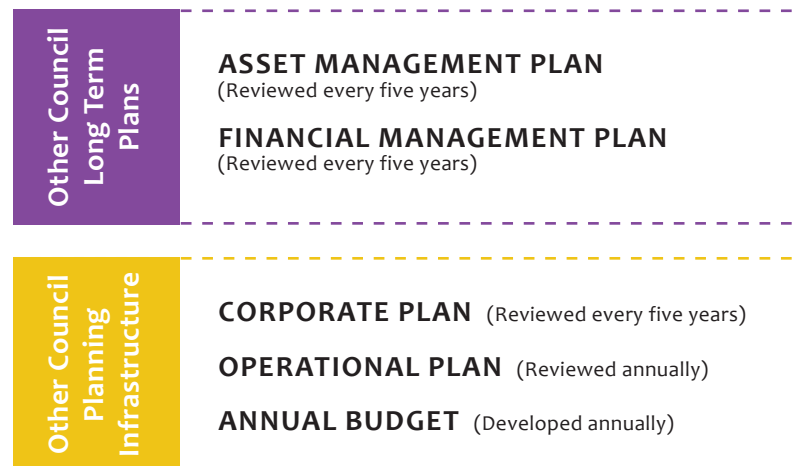 Other Council
Long Term
Plans
ASSET MANAGEMENT PLAN
(Reviewed every five years)
FINANCIAL MANAGEMENT PLAN
(Reviewed every five years)
Other Council
Planning
Infrastructure
CORPORATE PLAN (Reviewed every five years)
OPERATIONAL PLAN (Reviewed annually)
ANNUAL BUDGET (Developed annually)